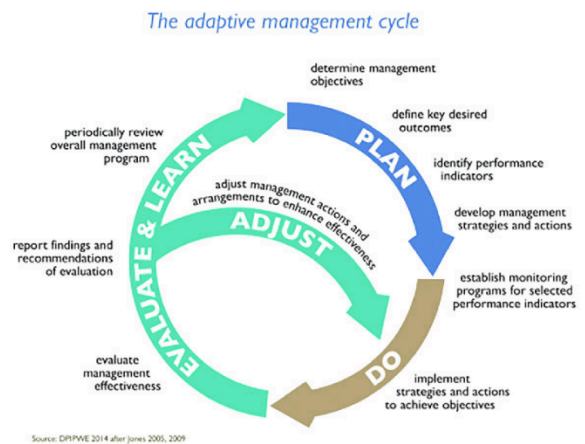 The adaptive management cycle
determine management
objectives
define key desired
outcomes
PLAN
identify performance
indicators
develop management
strategies and actions
establish monitoring
programs for selected
performance indicators
DO
implement
strategies and actions
to achieve objectives
evaluate
management
effectiveness
EVALUATE & LEARN
report findings and
recommendations
of evaluation
periodically review
overall management
program
adjust management actions and
arrangements to enhance effectiveness
ADJUST
Source: DPIPWE 2014 after Jones 2005, 2009